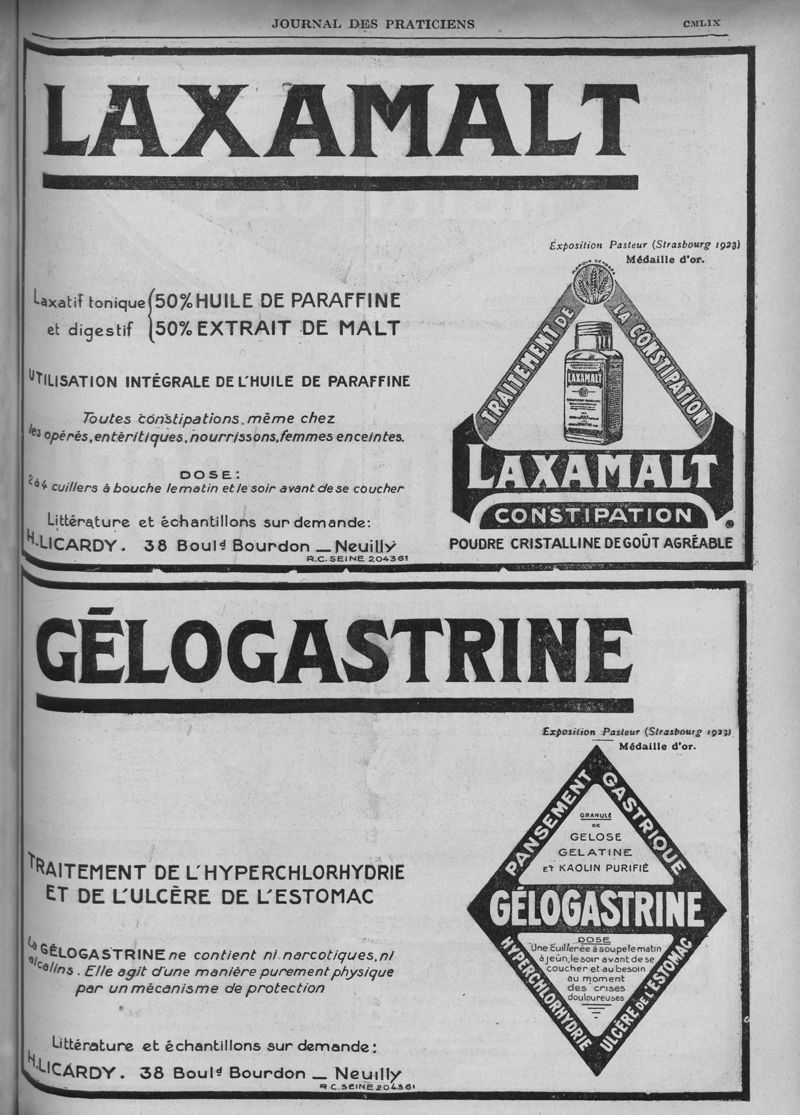 JOURNAL DES PRATICIENS
CMLIX
LAXAMALT
Exposition Pasteur (Strasbourg 1923)
Médaille d'or.
Laxatif tonique
et digestif
50% HUILE DE PARAFFINE
50% EXTRAIT DE MALT
UTILISATION INTÉGRALE DE L'HUILE DE PARAFFINE
Toutes constipations, même chez
les opérés, entéritiques, nourrissons, femmes enceintes.
DOSE:
2 à 4 cuillers à bouche le matin et le soir avant de se coucher
Littérature et échantillons sur demande:
H. LICARDY. 38 Bould Bourdon — Neuilly
R.C. SEINE 204361
TRAITEMENT DE
LA CONSTIPATION
LAXAMALT
LAXAMALT
CONSTIPATION
POUDRE CRISTALLINE DE GOÛT AGRÉABLE
GÉLOGASTRINE
Exposition Pasteur (Strasbourg 1923)
Médaille d'or.
TRAITEMENT DE L'HYPERCHLORHYDRIE
ET DE L'ULCÈRE DE L'ESTOMAC
La GÉLOGASTRINE ne contient ni narcotiques, ni
alcalins. Elle agit d'une manière purement physique
par un mécanisme de protection
Littérature et échantillons sur demande:
H. LICARDY. 38 Bould Bourdon — Neuilly
R.C. SEINE 204361
PANSEMENT
GASTRIQUE
GRANULÉ
DE
GELOSE
GELATINE
ET KAOLIN PURIFIÉ
GÉLOGASTRINE
DOSE
Une Cuillerée à soupe le matin
à jeûn, le soir avant de se
coucher et au besoin
au moment
des crises
douloureuses
HYPERCHLORHYDRIE
ULCÈRE DE L'ESTOMAC